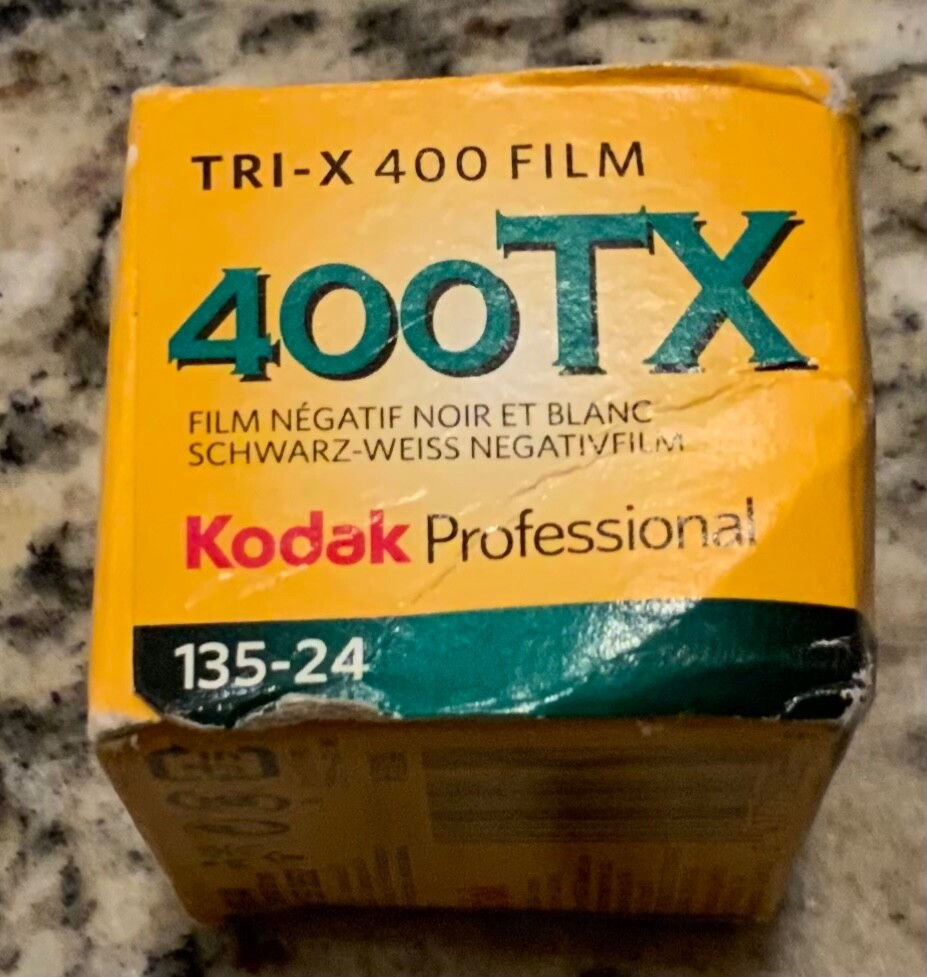 TRI-X 400 FILM
400TX
FILM NÉGATIF NOIR ET BLANC
SCHWARZ-WEISS NEGATIVFILM
Kodak Professional
135-24